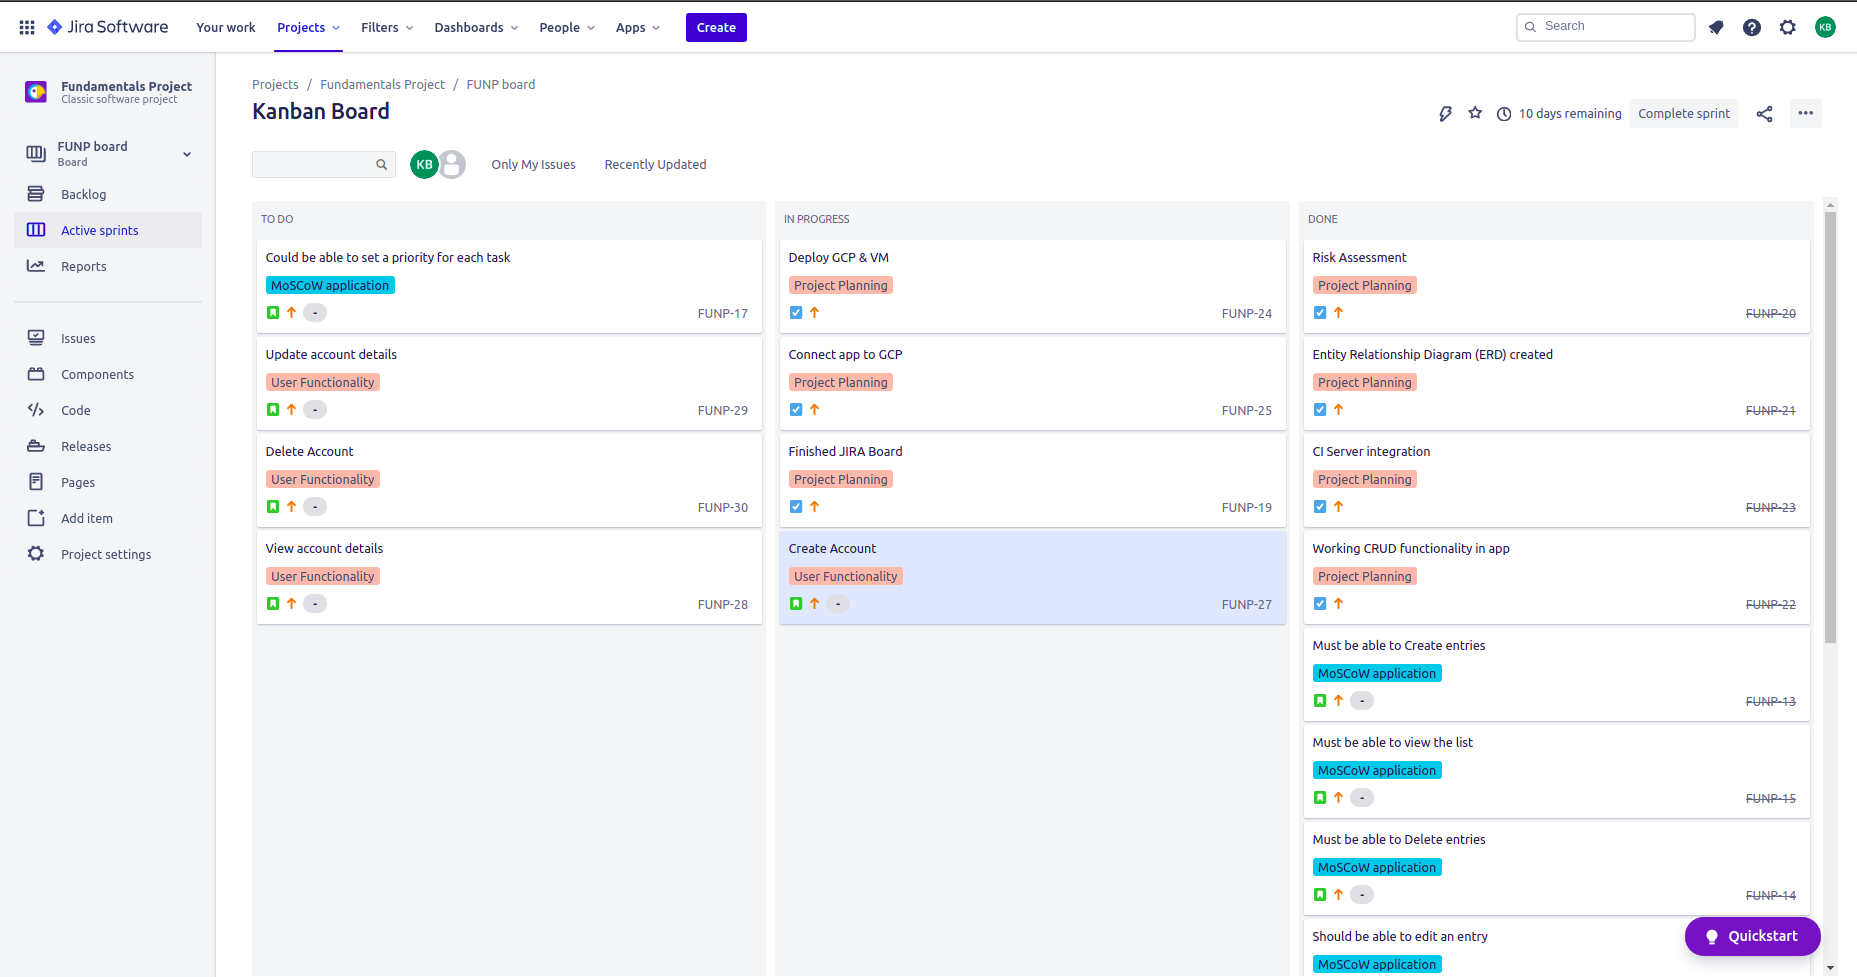 Jira Software
Your work
Projects
Filters
Dashboards
People
Apps
Create
Search
KB
Fundamentals Project
Classic software project
FUNP board
Board
Backlog
Active sprints
Reports
Issues
Components
Code
Releases
Pages
Add item
Project settings
Projects / Fundamentals Project / FUNP board
Kanban Board
10 days remaining
Complete sprint
KB
Only My Issues
Recently Updated
TO DO
Could be able to set a priority for each task
MoSCoW application
-
FUNP-17
Update account details
User Functionality
-
FUNP-29
Delete Account
User Functionality
-
FUNP-30
View account details
User Functionality
-
FUNP-28
IN PROGRESS
Deploy GCP & VM
Project Planning
FUNP-24
Connect app to GCP
Project Planning
FUNP-25
Finished JIRA Board
Project Planning
FUNP-19
Create Account
User Functionality
-
FUNP-27
DONE
Risk Assessment
Project Planning
FUNP-20
Entity Relationship Diagram (ERD) created
Project Planning
FUNP-21
CI Server integration
Project Planning
FUNP-23
Working CRUD functionality in app
Project Planning
FUNP-22
Must be able to Create entries
MoSCoW application
-
FUNP-13
Must be able to view the list
MoSCoW application
-
FUNP-15
Must be able to Delete entries
MoSCoW application
-
FUNP-14
Should be able to edit an entry
MoSCoW application
Quickstart